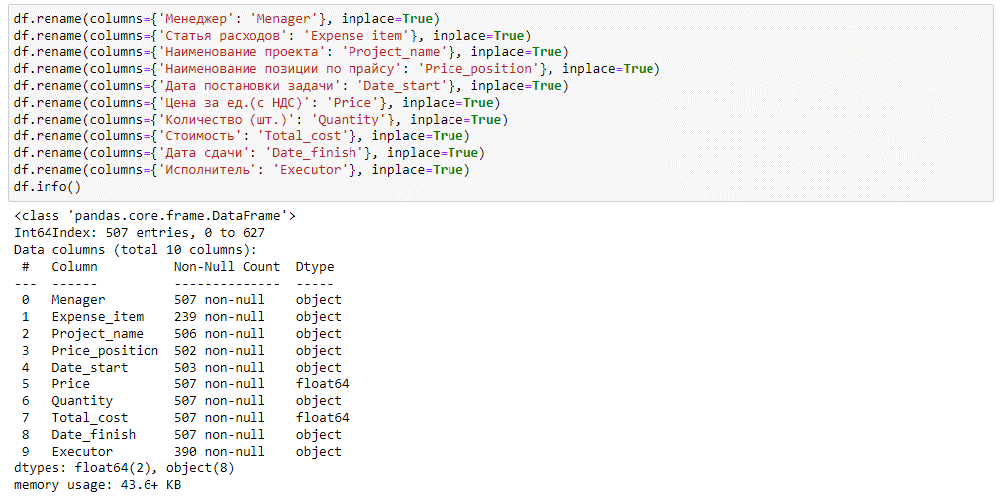 df.rename(columns={'Менеджер': 'Menager'}, inplace=True)
df.rename(columns={'Статья расходов': 'Expense_item'}, inplace=True)
df.rename(columns={'Наименование проекта': 'Project_name'}, inplace=True)
df.rename(columns={'Наименование позиции по прайсу': 'Price_position'}, inplace=True)
df.rename(columns={'Дата постановки задачи': 'Date_start'}, inplace=True)
df.rename(columns={'Цена за ед.(с НДС)': 'Price'}, inplace=True)
df.rename(columns={'Количество (шт.)': 'Quantity'}, inplace=True)
df.rename(columns={'Стоимость': 'Total_cost'}, inplace=True)
df.rename(columns={'Дата сдачи': 'Date_finish'}, inplace=True)
df.rename(columns={'Исполнитель': 'Executor'}, inplace=True)
df.info()
<class 'pandas.core.frame.DataFrame'>
Int64Index: 507 entries, 0 to 627
Data columns (total 10 columns):
 #   Column          Non-Null Count  Dtype
---  ------          --------------  -----
 0   Menager         507 non-null    object
 1   Expense_item    239 non-null    object
 2   Project_name    506 non-null    object
 3   Price_position  502 non-null    object
 4   Date_start      503 non-null    object
 5   Price           507 non-null    float64
 6   Quantity        507 non-null    object
 7   Total_cost      507 non-null    float64
 8   Date_finish     507 non-null    object
 9   Executor        390 non-null    object
dtypes: float64(2), object(8)
memory usage: 43.6+ KB